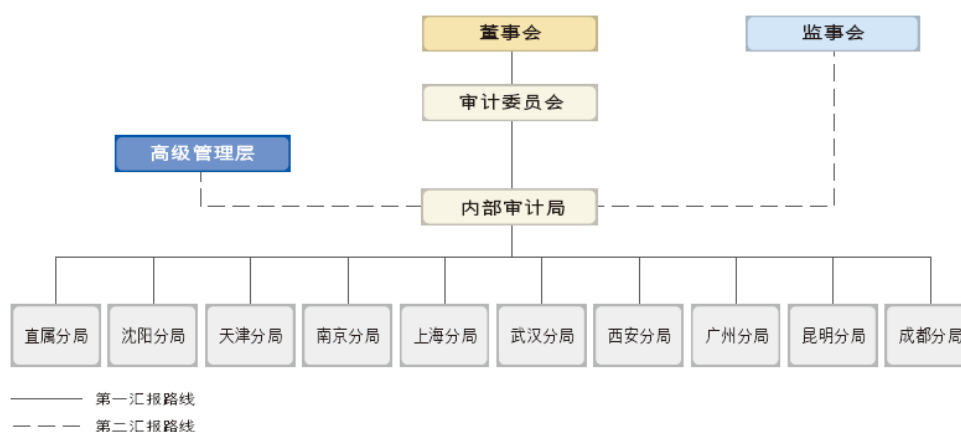 董事会
监事会
审计委员会
高级管理层
内部审计局
直属分局
沈阳分局
天津分局
南京分局
上海分局
武汉分局
西安分局
广州分局
昆明分局
成都分局
第一汇报路线
第二汇报路线